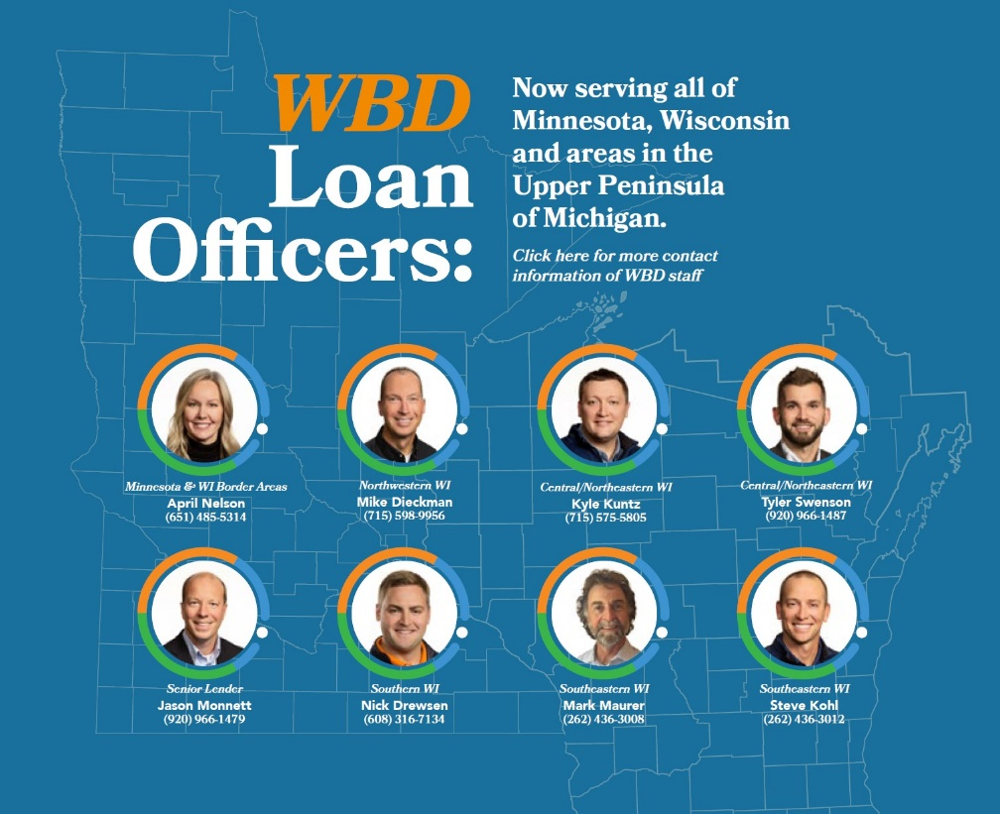 WBD
Loan
Officers:
Now serving all of
Minnesota, Wisconsin
and areas in the
Upper Peninsula
of Michigan.
Click here for more contact
information of WBD staff
Minnesota & WI Border Areas
April Nelson
(651) 485-5314
Northwestern WI
Mike Dieckman
(715) 598-9956
Central/Northeastern WI
Kyle Kuntz
(715) 575-5805
Central/Northeastern WI
Tyler Swenson
(920) 966-1487
Senior Lender
Jason Monnett
(920) 966-1479
Southern WI
Nick Drewsen
(608) 316-7134
Southeastern WI
Mark Maurer
(262) 436-3008
Southeastern WI
Steve Kohl
(262) 436-3012